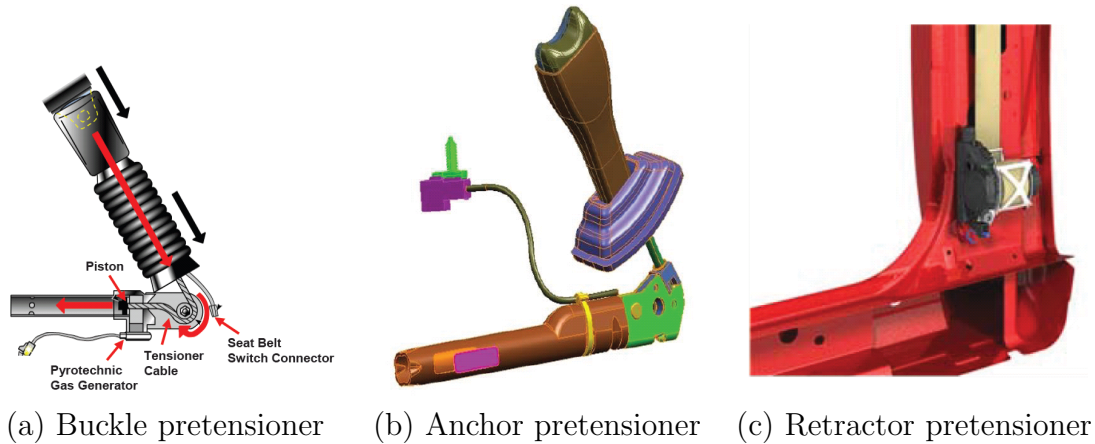 Piston
Tensioner
Cable
Seat Belt
Switch Connector
Pyrotechnic
Gas Generator
(a) Buckle pretensioner
(b) Anchor pretensioner
(c) Retractor pretensioner